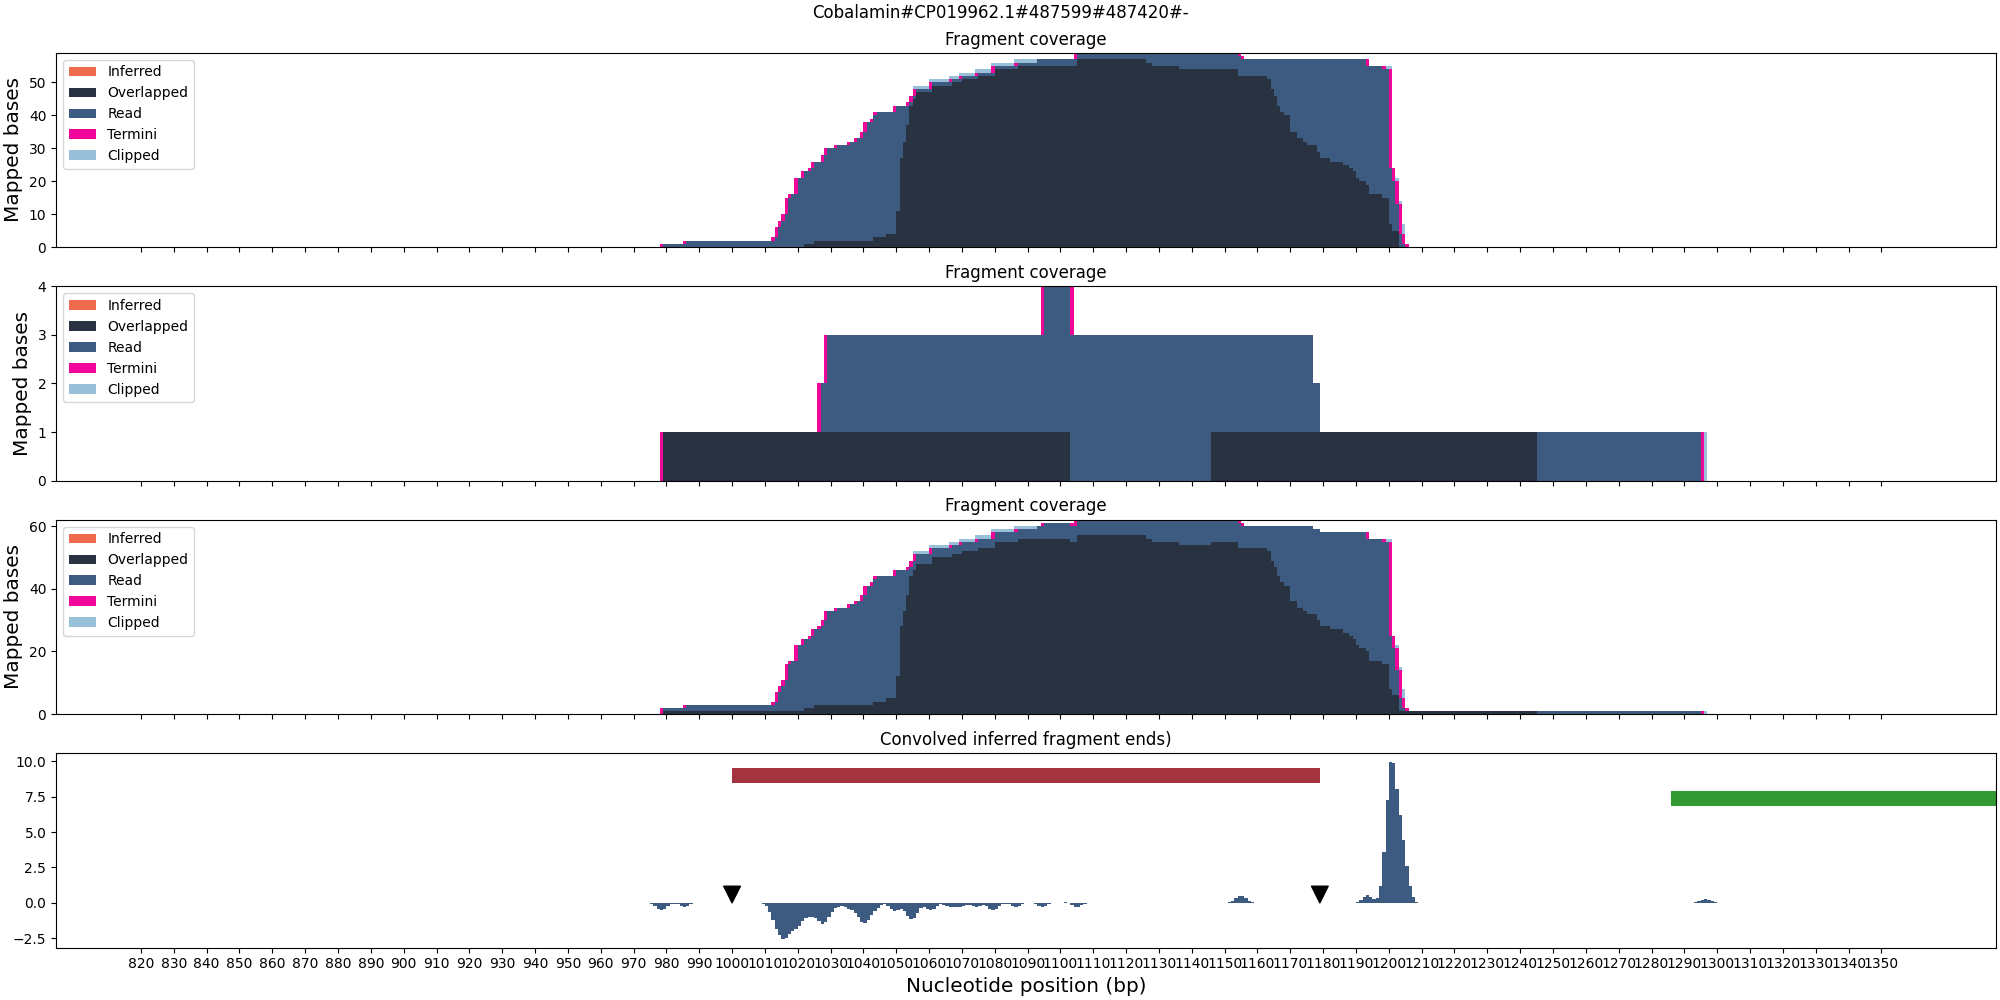 Cobalamin#CP019962.1#487599#487420#-
Fragment coverage
Mapped bases
50
40
30
20
10
0
Inferred
Overlapped
Read
Termini
Clipped
Fragment coverage
Mapped bases
4
3
2
1
0
Inferred
Overlapped
Read
Termini
Clipped
Fragment coverage
Mapped bases
60
40
20
0
Inferred
Overlapped
Read
Termini
Clipped
Convolved inferred fragment ends)
10.0
7.5
5.0
2.5
0.0
−2.5
820 830 840 850 860 870 880 890 900 910 920 930 940 950 960 970 980 990 1000 1010 1020 1030 1040 1050 1060 1070 1080 1090 1100 1110 1120 1130 1140 1150 1160 1170 1180 1190 1200 1210 1220 1230 1240 1250 1260 1270 1280 1290 1300 1310 1320 1330 1340 1350
Nucleotide position (bp)